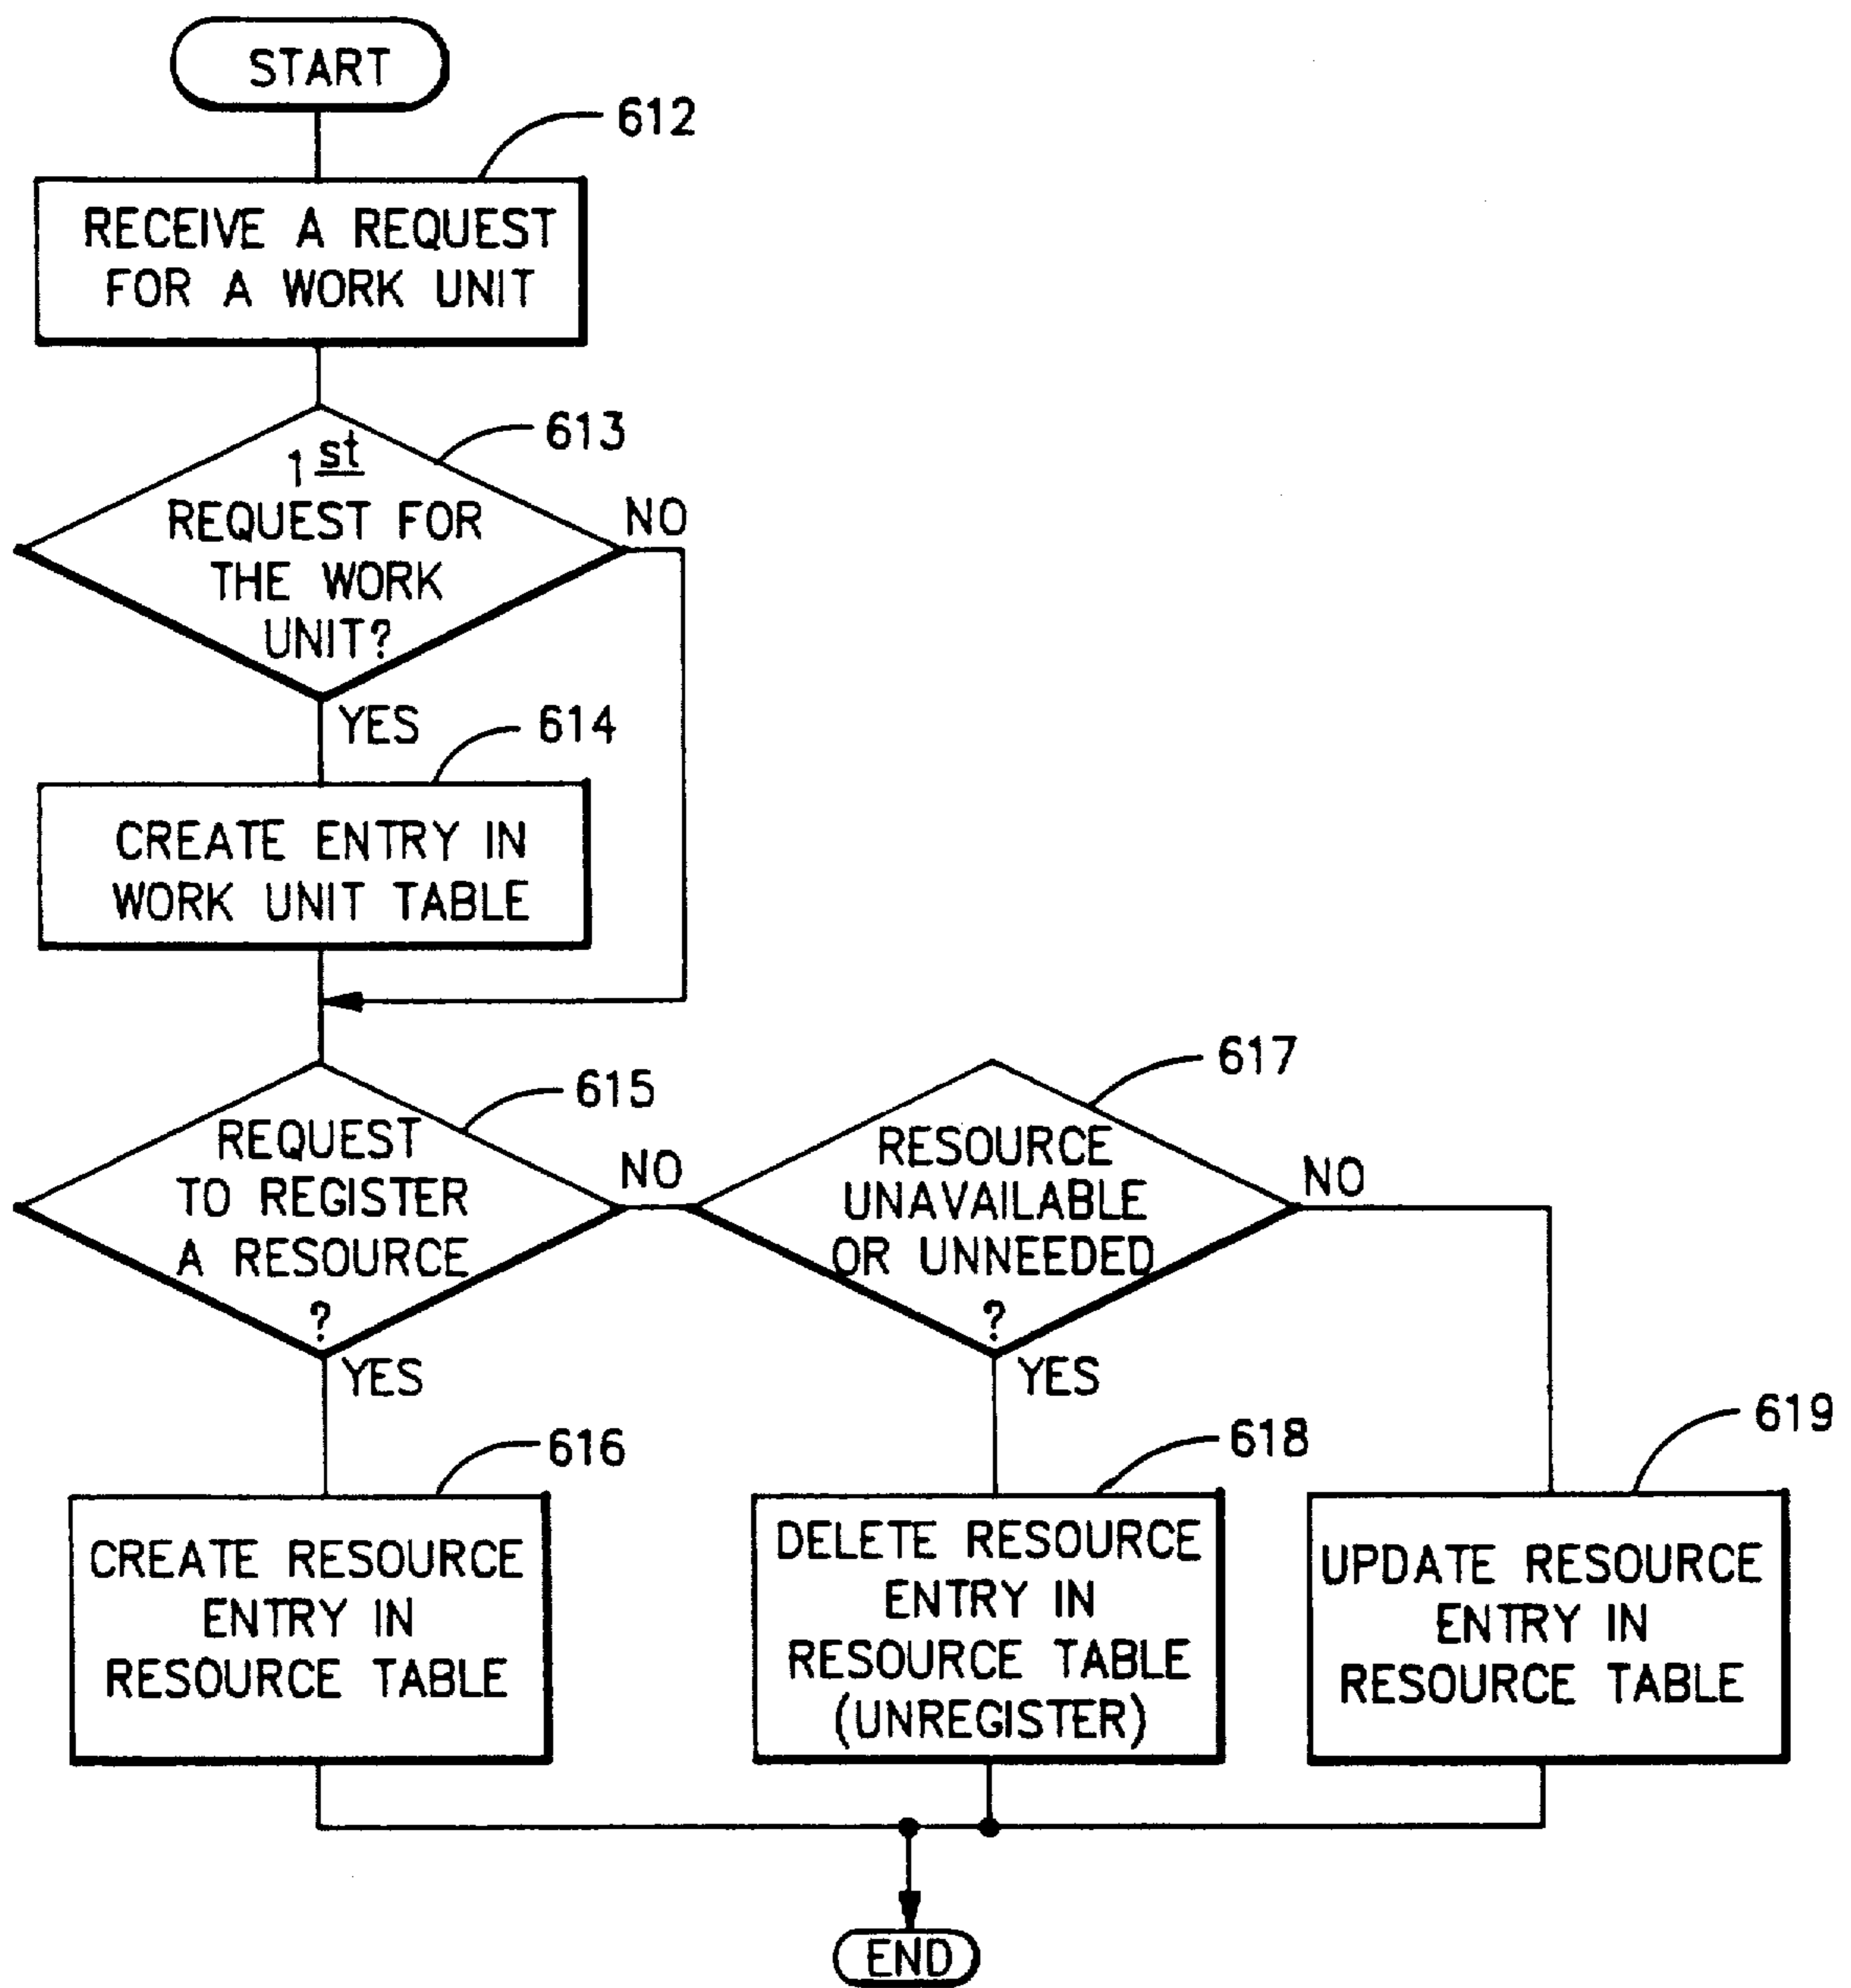 START
612
RECEIVE A REQUEST
FOR A WORK UNIT
613
1st
REQUEST FOR
THE WORK
UNIT?
NO
YES
614
CREATE ENTRY IN
WORK UNIT TABLE
615
REQUEST
TO REGISTER
A RESOURCE
?
NO
YES
617
RESOURCE
UNAVAILABLE
OR UNNEEDED
?
NO
YES
616
CREATE RESOURCE
ENTRY IN
RESOURCE TABLE
618
DELETE RESOURCE
ENTRY IN
RESOURCE TABLE
(UNREGISTER)
619
UPDATE RESOURCE
ENTRY IN
RESOURCE TABLE
END